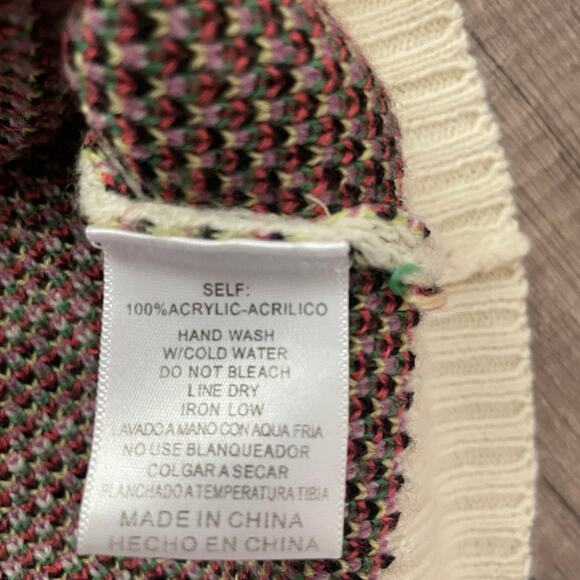 SELF:
100%ACRYLIC-ACRILICO
HAND WASH
W/COLD WATER
DO NOT BLEACH
LINE DRY
IRON LOW
LAVADO A MANO CON AQUA FRIA
NO USE BLANQUEADOR
COLGAR A SECAR
PLANCHADO A TEMPERATURA TIBIA
MADE IN CHINA
HECHO EN CHINA